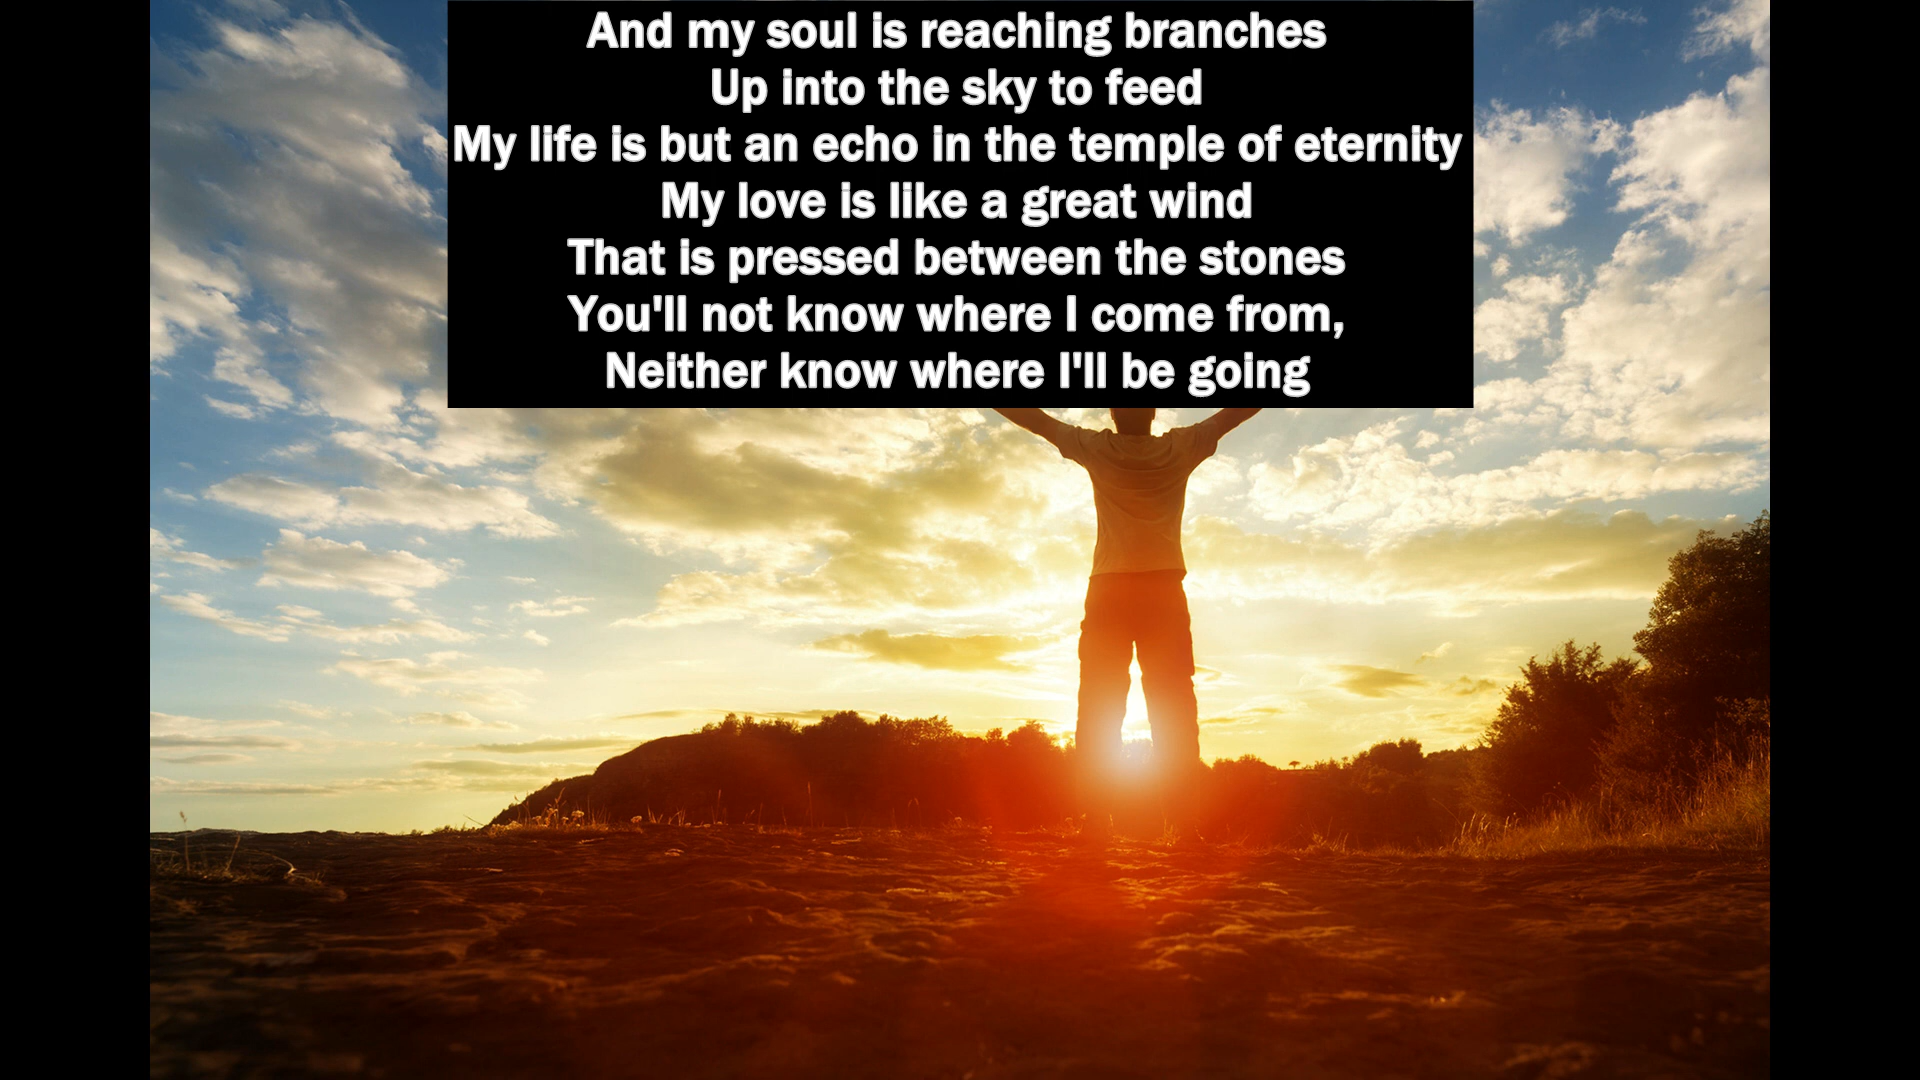 And my soul is reaching branches
Up into the sky to feed
My life is but an echo in the temple of eternity
My love is like a great wind
That is pressed between the stones
You'll not know where I come from,
Neither know where I'll be going